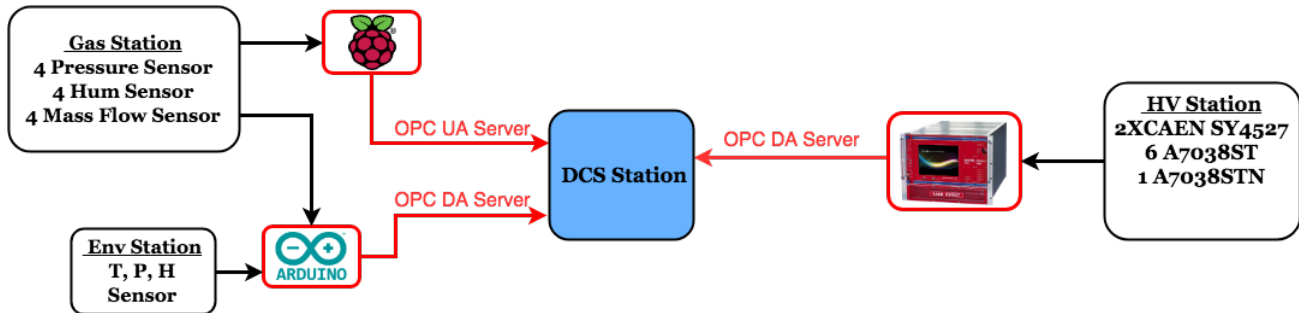 Gas Station
4 Pressure Sensor
4 Hum Sensor
4 Mass Flow Sensor
OPC UA Server
OPC DA Server
Env Station
T, P, H
Sensor
ARDUINO
DCS Station
OPC DA Server
HV Station
2XCAEN SY4527
6 A7038ST
1 A7038STN